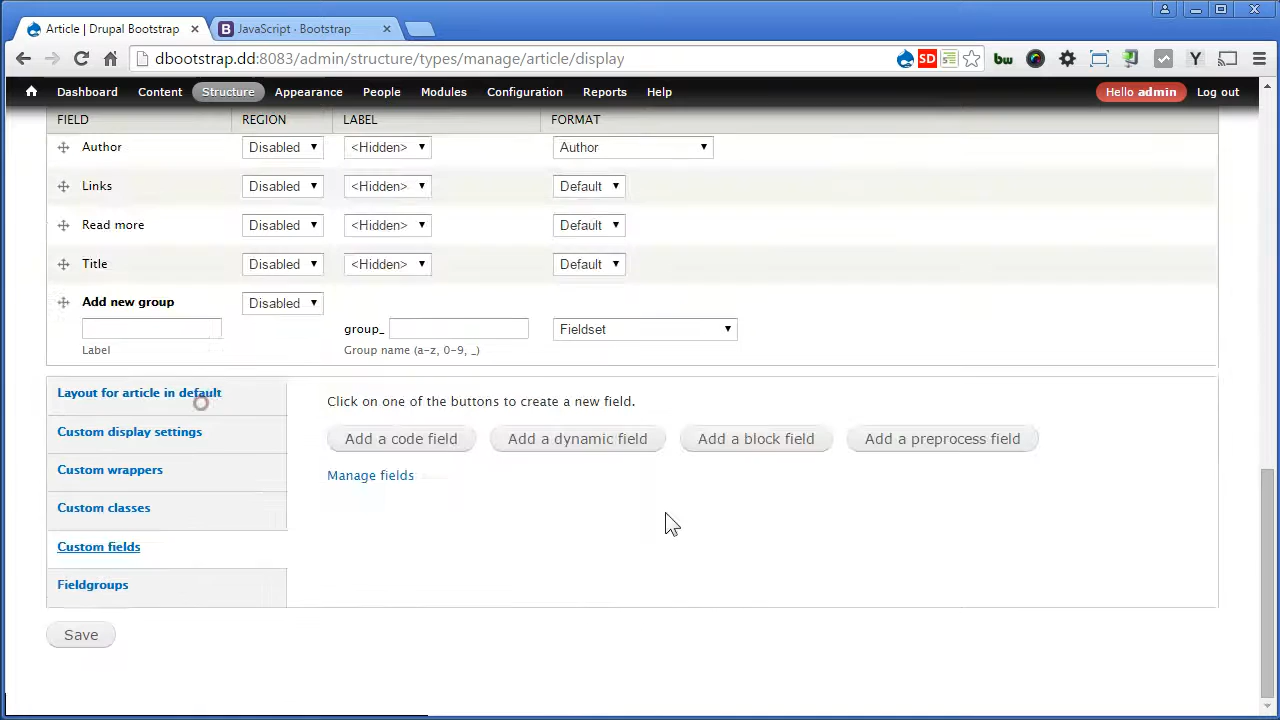 Article | Drupal Bootstrap × JavaScript · Bootstrap ×
dbootstrap.dd:8083/admin/structure/types/manage/article/display SD bw Y
Dashboard Content Structure Appearance People Modules Configuration Reports Help Hello admin Log out
FIELD REGION LABEL FORMAT
Author Disabled <Hidden> Author
Links Disabled <Hidden> Default
Read more Disabled <Hidden> Default
Title Disabled <Hidden> Default
Add new group Disabled
group_ Fieldset
Label Group name (a-z, 0-9, _)
Layout for article in default
Custom display settings
Custom wrappers
Custom classes
Custom fields
Fieldgroups
Click on one of the buttons to create a new field.
Add a code field Add a dynamic field Add a block field Add a preprocess field
Manage fields
Save